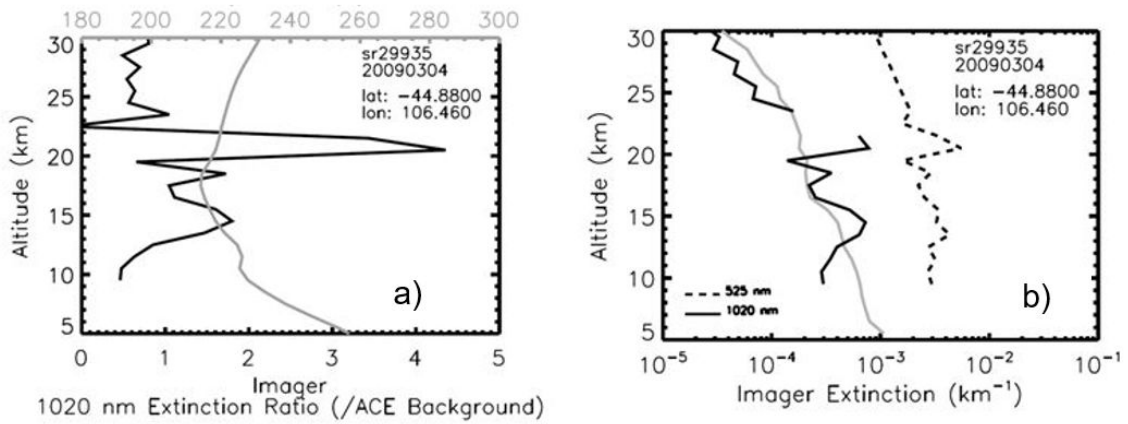 180 200 220 240 260 280 300
30
25
20
15
10
5
Altitude (km)
sr29935
20090304
lat: -44.8800
lon: 106.460
a)
0 1 2 3 4 5
Imager
1020 nm Extinction Ratio (/ACE Background)
30
25
20
15
10
5
Altitude (km)
sr29935
20090304
lat: -44.8800
lon: 106.460
525 nm
1020 nm
b)
10⁻⁵ 10⁻⁴ 10⁻³ 10⁻² 10⁻¹
Imager Extinction (km⁻¹)